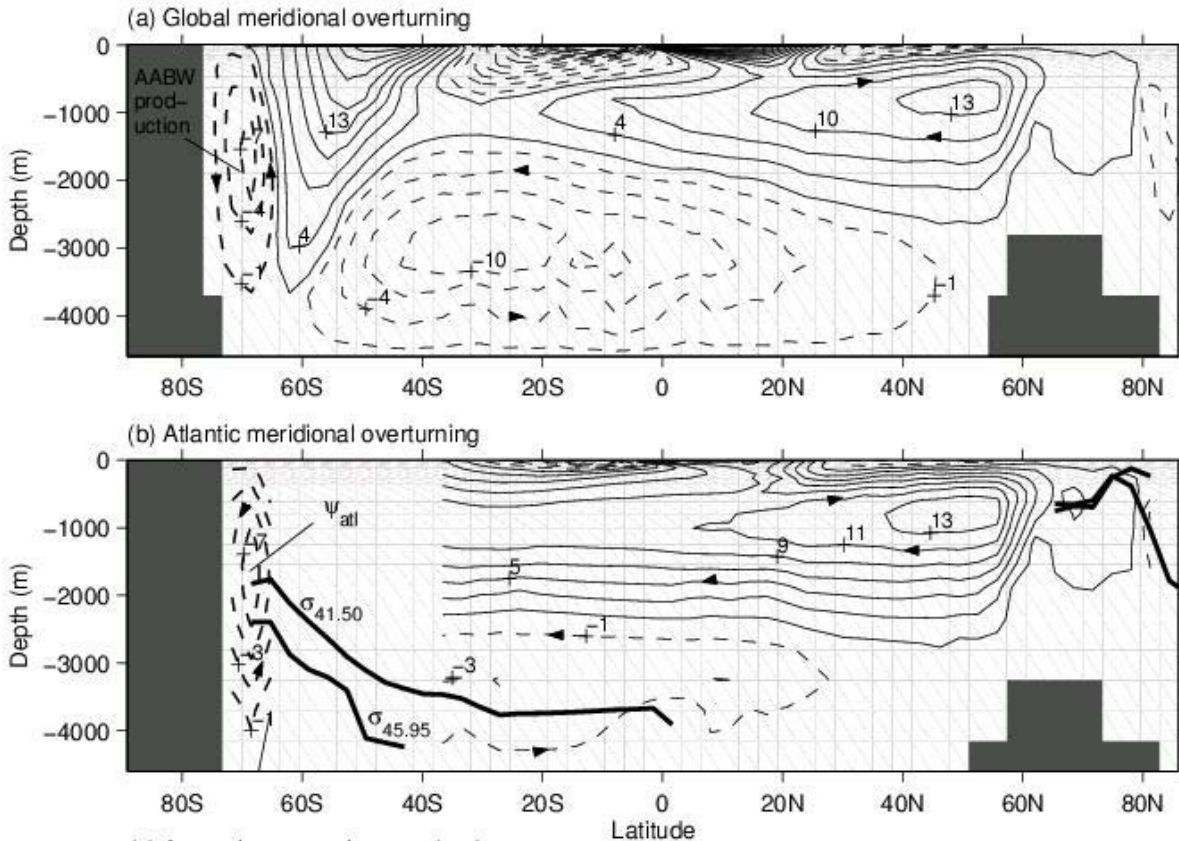 (a) Global meridional overturning
0
−1000
−2000
−3000
−4000
Depth (m)
AABW
prod−
uction
13
4
10
13
−4
4
−1
−10
−4
−1
80S 60S 40S 20S 0 20N 40N 60N 80N
(b) Atlantic meridional overturning
0
−1000
−2000
−3000
−4000
Depth (m)
ψatl
13
11
9
−7
5
σ41.50
−1
−3
−3
σ45.95
−1
80S 60S 40S 20S 0 20N 40N 60N 80N
Latitude